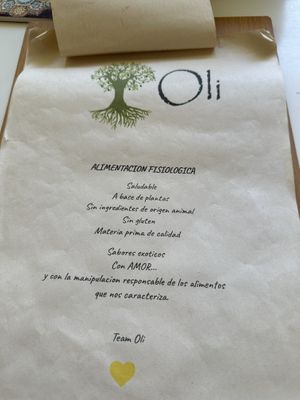 Oli
ALIMENTACION FISIOLOGICA
Saludable
A base de plantas
Sin ingredientes de origen animal
Sin gluten
Materia prima de calidad
Sabores exoticos
Con AMOR...
y con la manipulacion responsable de los alimentos
que nos caracteriza.
Team Oli